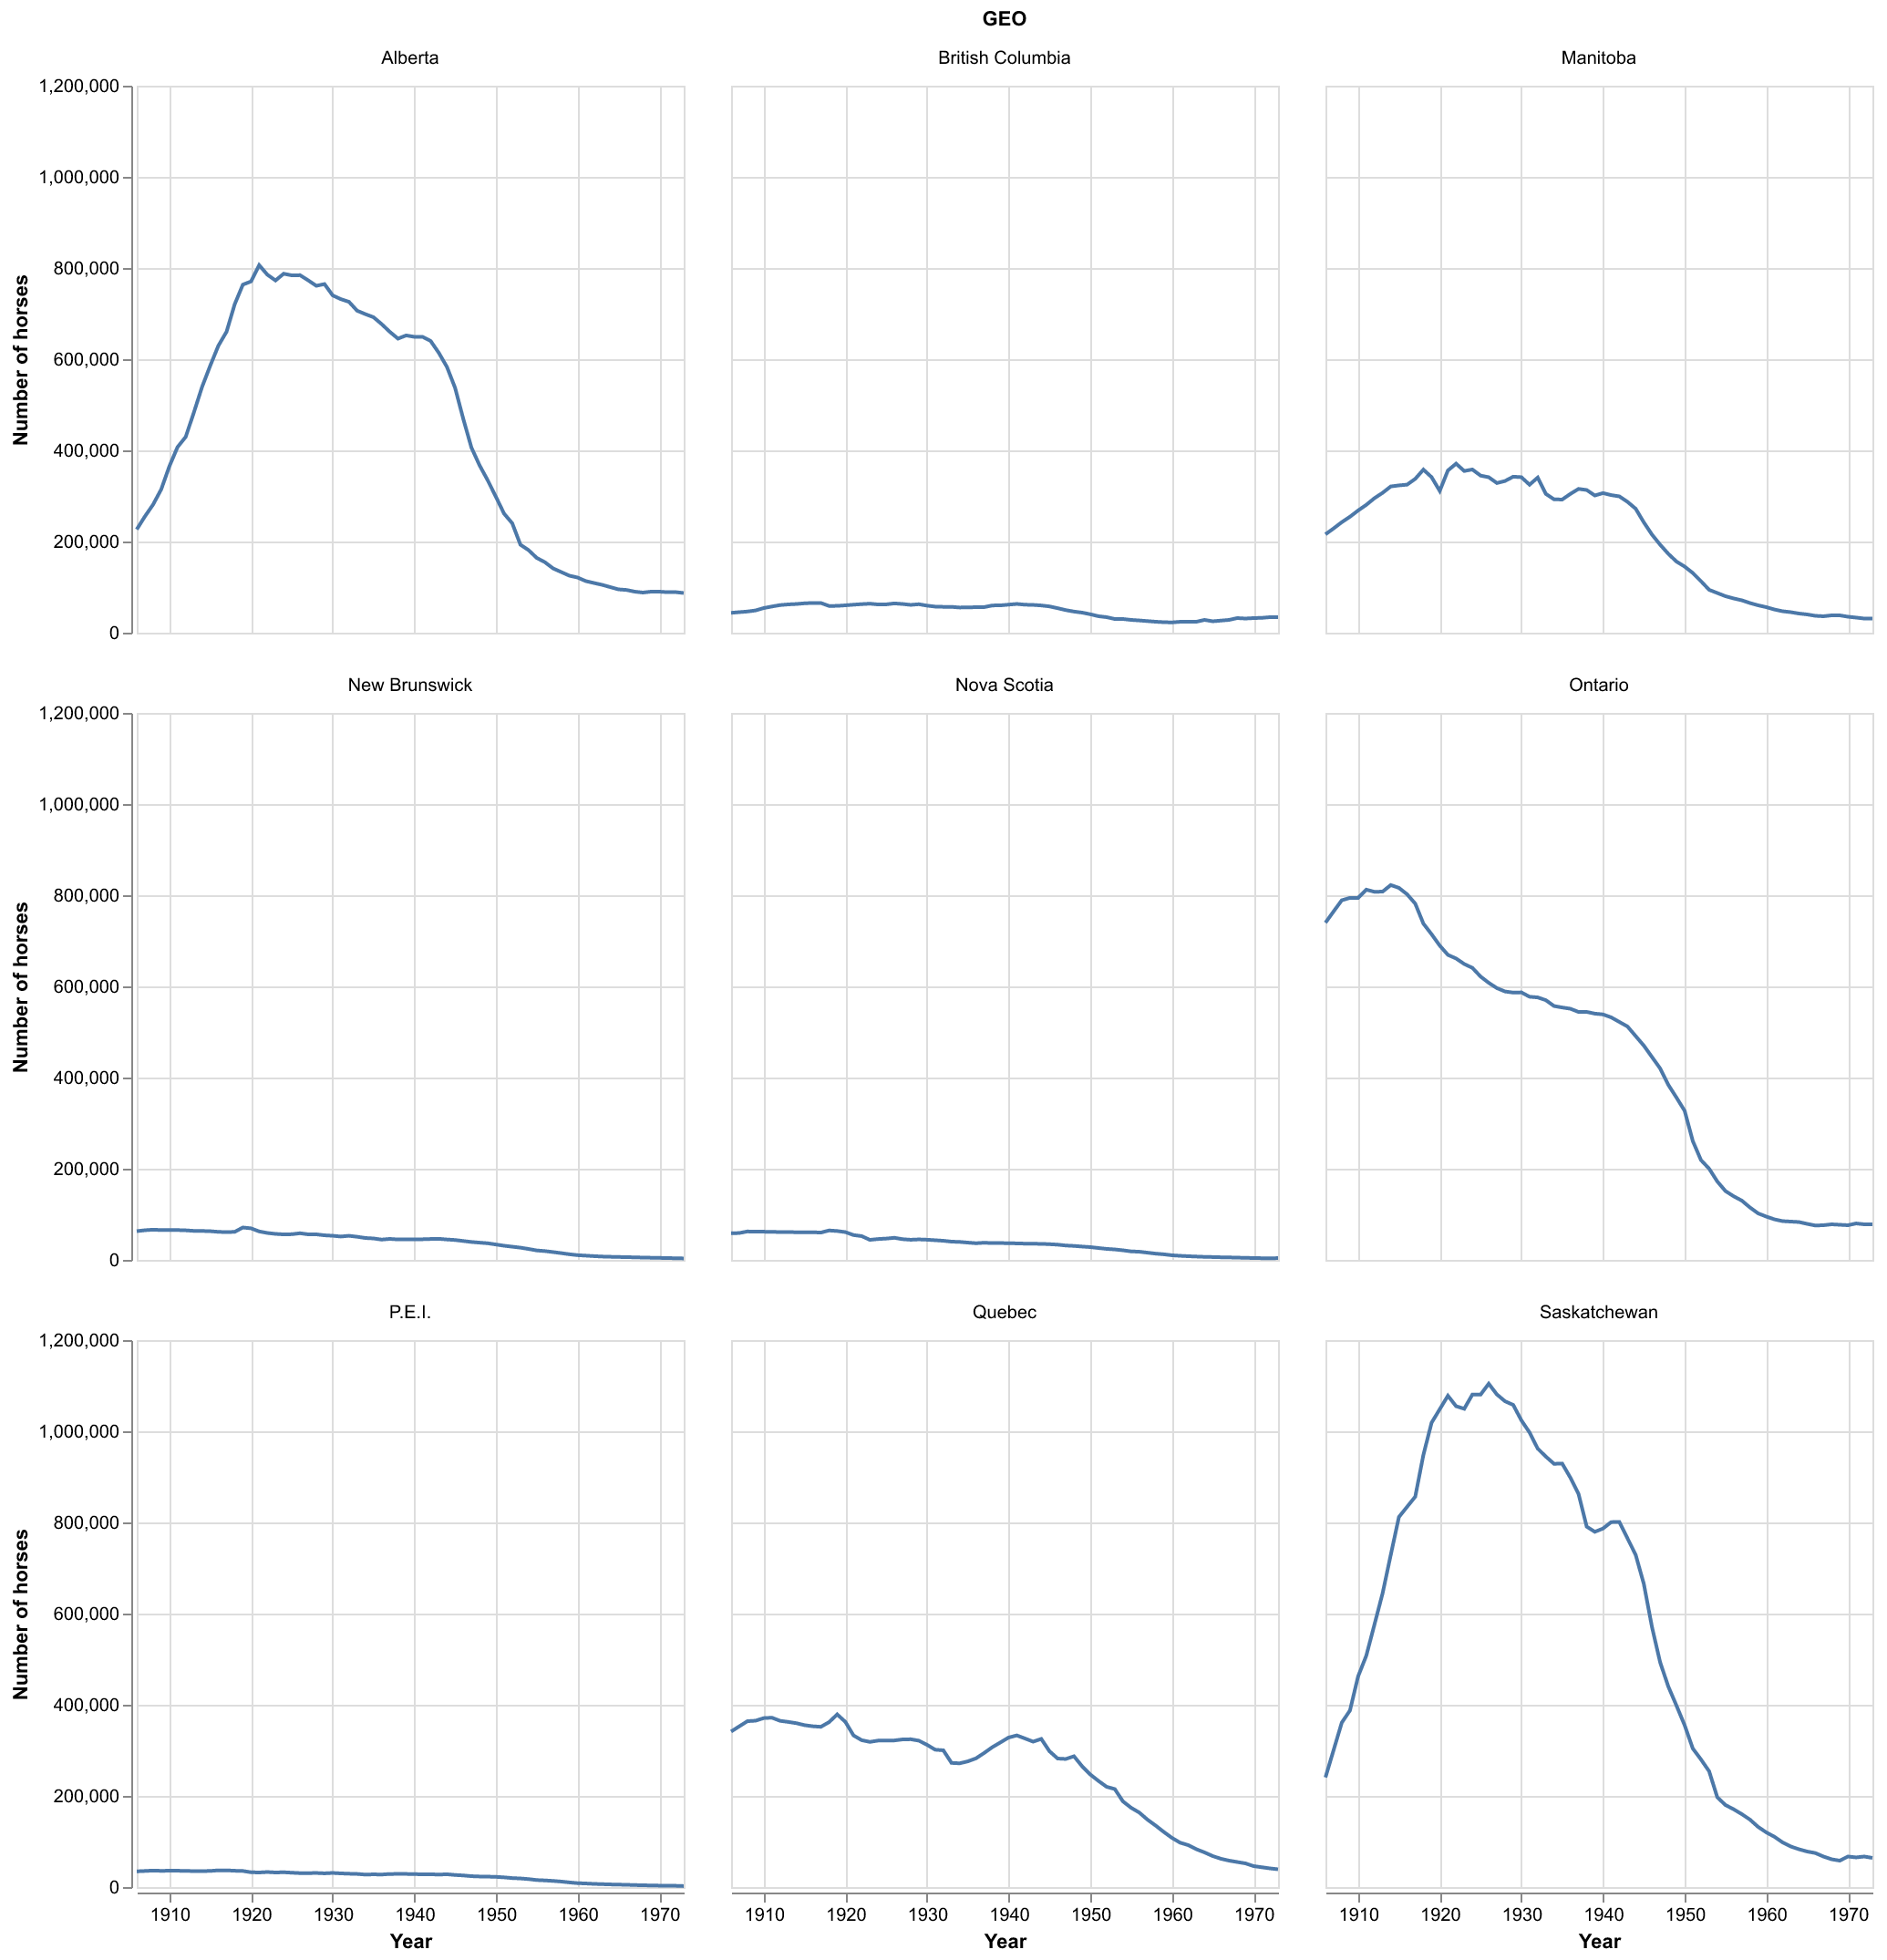 GEO
Alberta British Columbia Manitoba
1,200,000
1,000,000
800,000
600,000
400,000
200,000
0
Number of horses
New Brunswick Nova Scotia Ontario
1,200,000
1,000,000
800,000
600,000
400,000
200,000
0
Number of horses
P.E.I. Quebec Saskatchewan
1,200,000
1,000,000
800,000
600,000
400,000
200,000
0
Number of horses
1910 1920 1930 1940 1950 1960 1970 1910 1920 1930 1940 1950 1960 1970 1910 1920 1930 1940 1950 1960 1970
Year Year Year